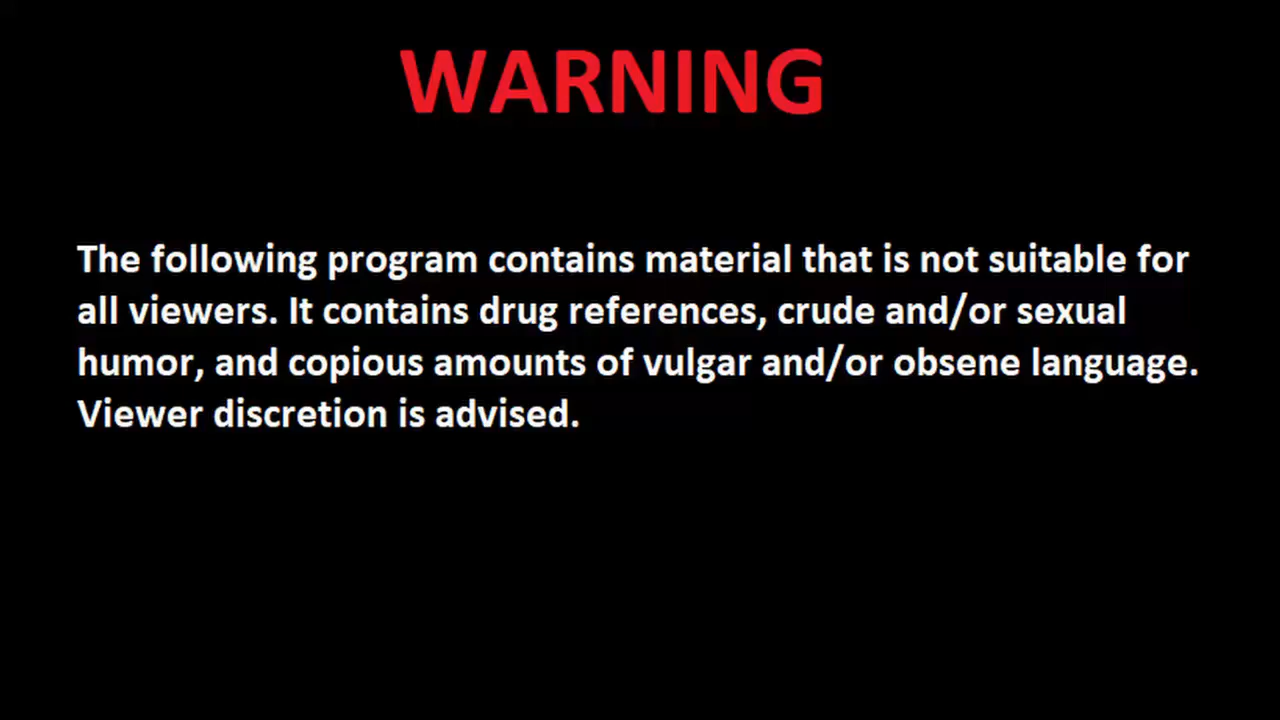 WARNING
The following program contains material that is not suitable for
all viewers. It contains drug references, crude and/or sexual
humor, and copious amounts of vulgar and/or obsene language.
Viewer discretion is advised.